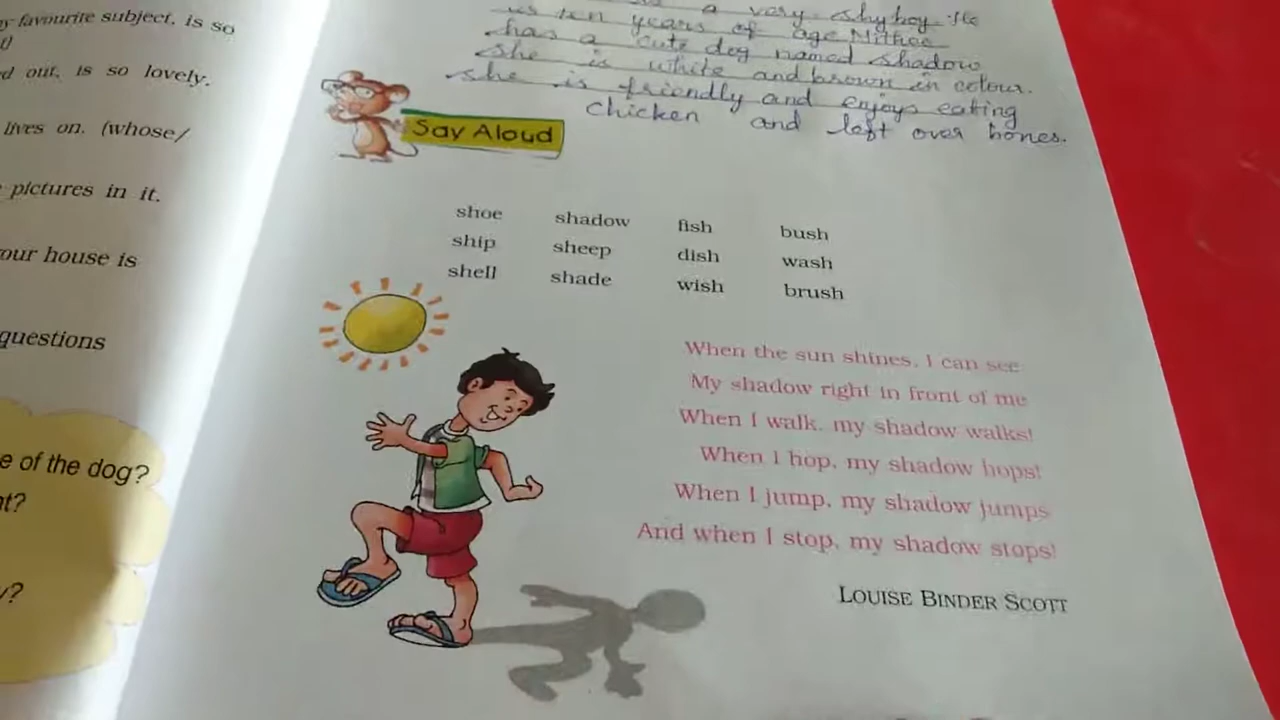 y favourite subject, is so
d out, is so lovely.
lives on. (whose/
pictures in it.
our house is
questions
e of the dog?
t?
y?
a very shy boy. He
is ten years of age Mithoo
has a cute dog named shadow
she is white and brown in colour.
she is friendly and enjoys eating
chicken and left over bones.
Say Aloud
shoe shadow fish bush
ship sheep dish wash
shell shade wish brush
When the sun shines, I can see
My shadow right in front of me
When I walk, my shadow walks!
When I hop, my shadow hops!
When I jump, my shadow jumps
And when I stop, my shadow stops!
LOUISE BINDER SCOTT